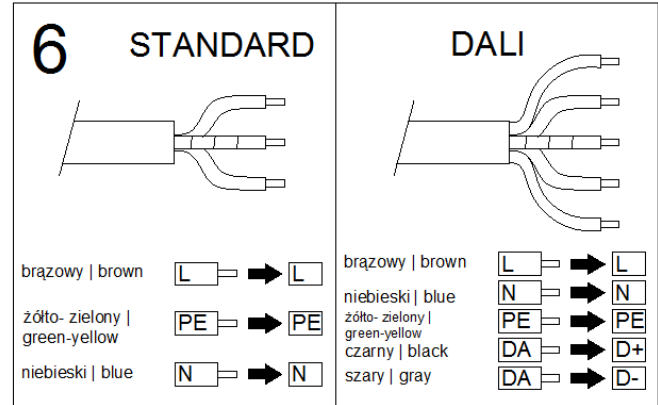 6 STANDARD
brązowy | brown L L
żółto- zielony |
green-yellow PE PE
niebieski | blue N N
DALI
brązowy | brown L L
niebieski | blue N N
żółto- zielony |
green-yellow PE PE
czarny | black DA D+
szary | gray DA D-